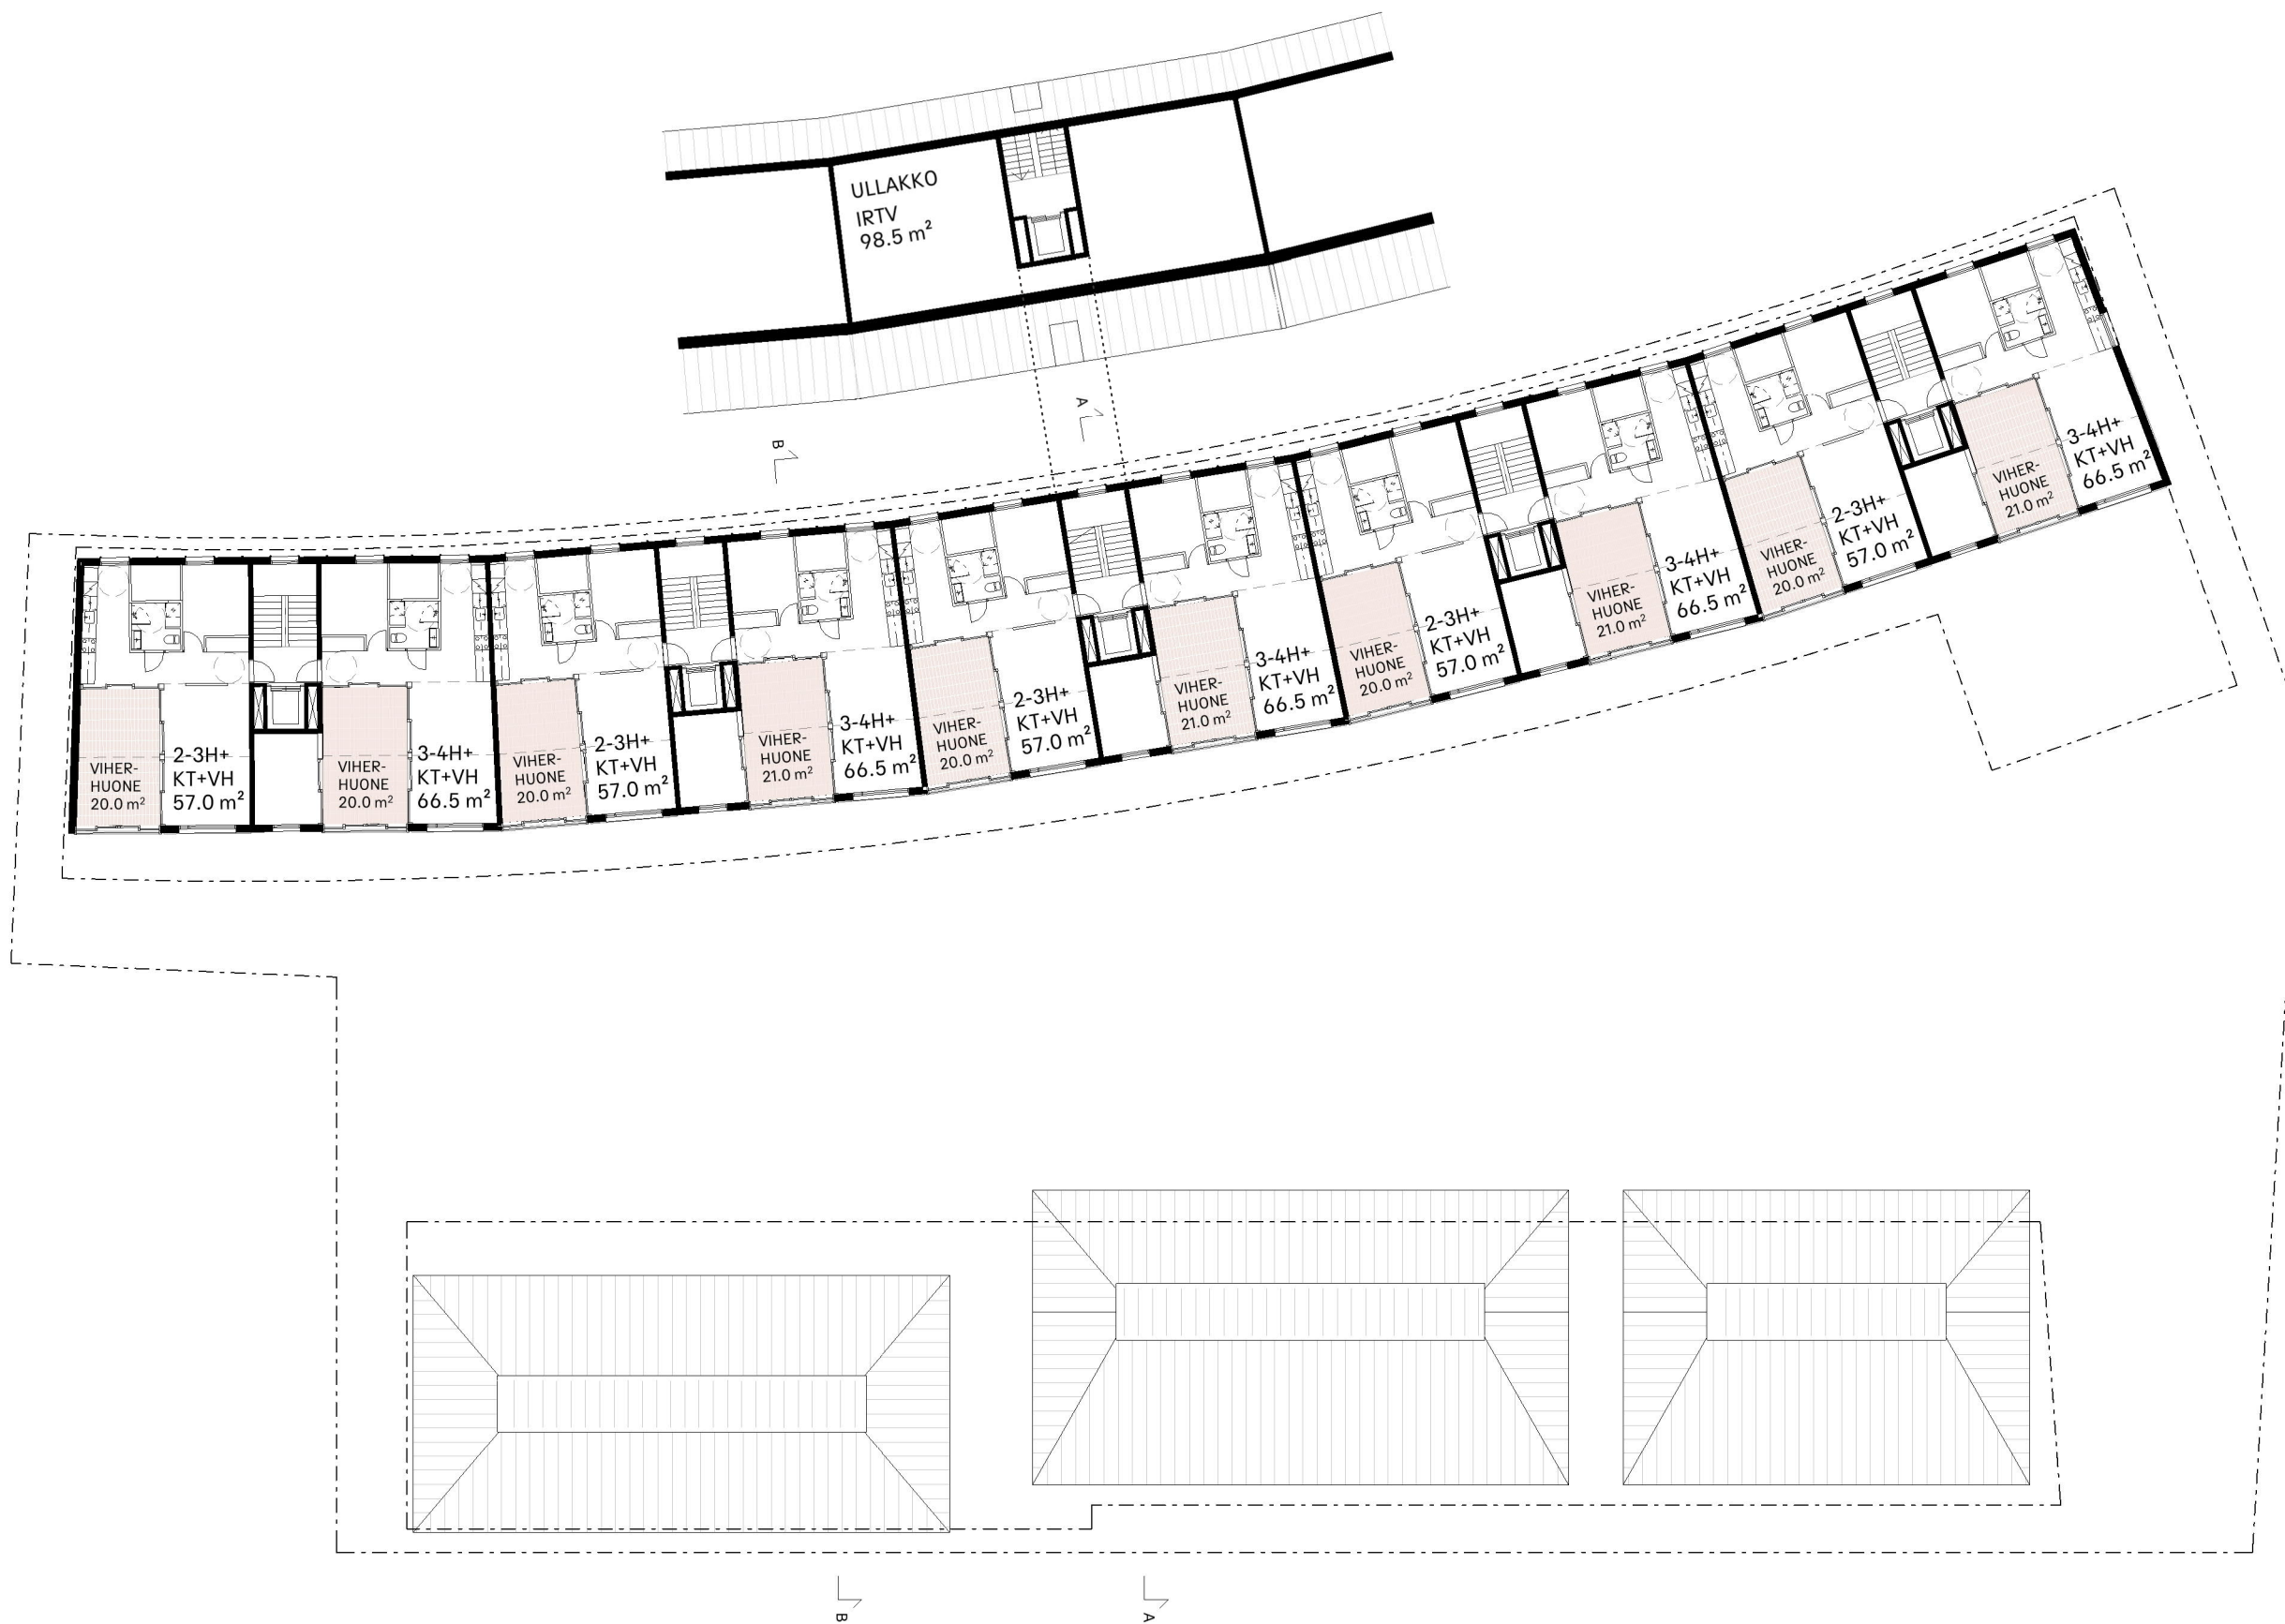 ULLAKKO
IRTV
98.5 m²
A
B
VIHER-
HUONE
20.0 m²
2-3H+
KT+VH
57.0 m²
VIHER-
HUONE
20.0 m²
3-4H+
KT+VH
66.5 m²
VIHER-
HUONE
20.0 m²
2-3H+
KT+VH
57.0 m²
VIHER-
HUONE
21.0 m²
3-4H+
KT+VH
66.5 m²
VIHER-
HUONE
20.0 m²
2-3H+
KT+VH
57.0 m²
VIHER-
HUONE
21.0 m²
3-4H+
KT+VH
66.5 m²
VIHER-
HUONE
20.0 m²
2-3H+
KT+VH
57.0 m²
VIHER-
HUONE
21.0 m²
3-4H+
KT+VH
66.5 m²
VIHER-
HUONE
20.0 m²
2-3H+
KT+VH
57.0 m²
VIHER-
HUONE
21.0 m²
3-4H+
KT+VH
66.5 m²
B
A